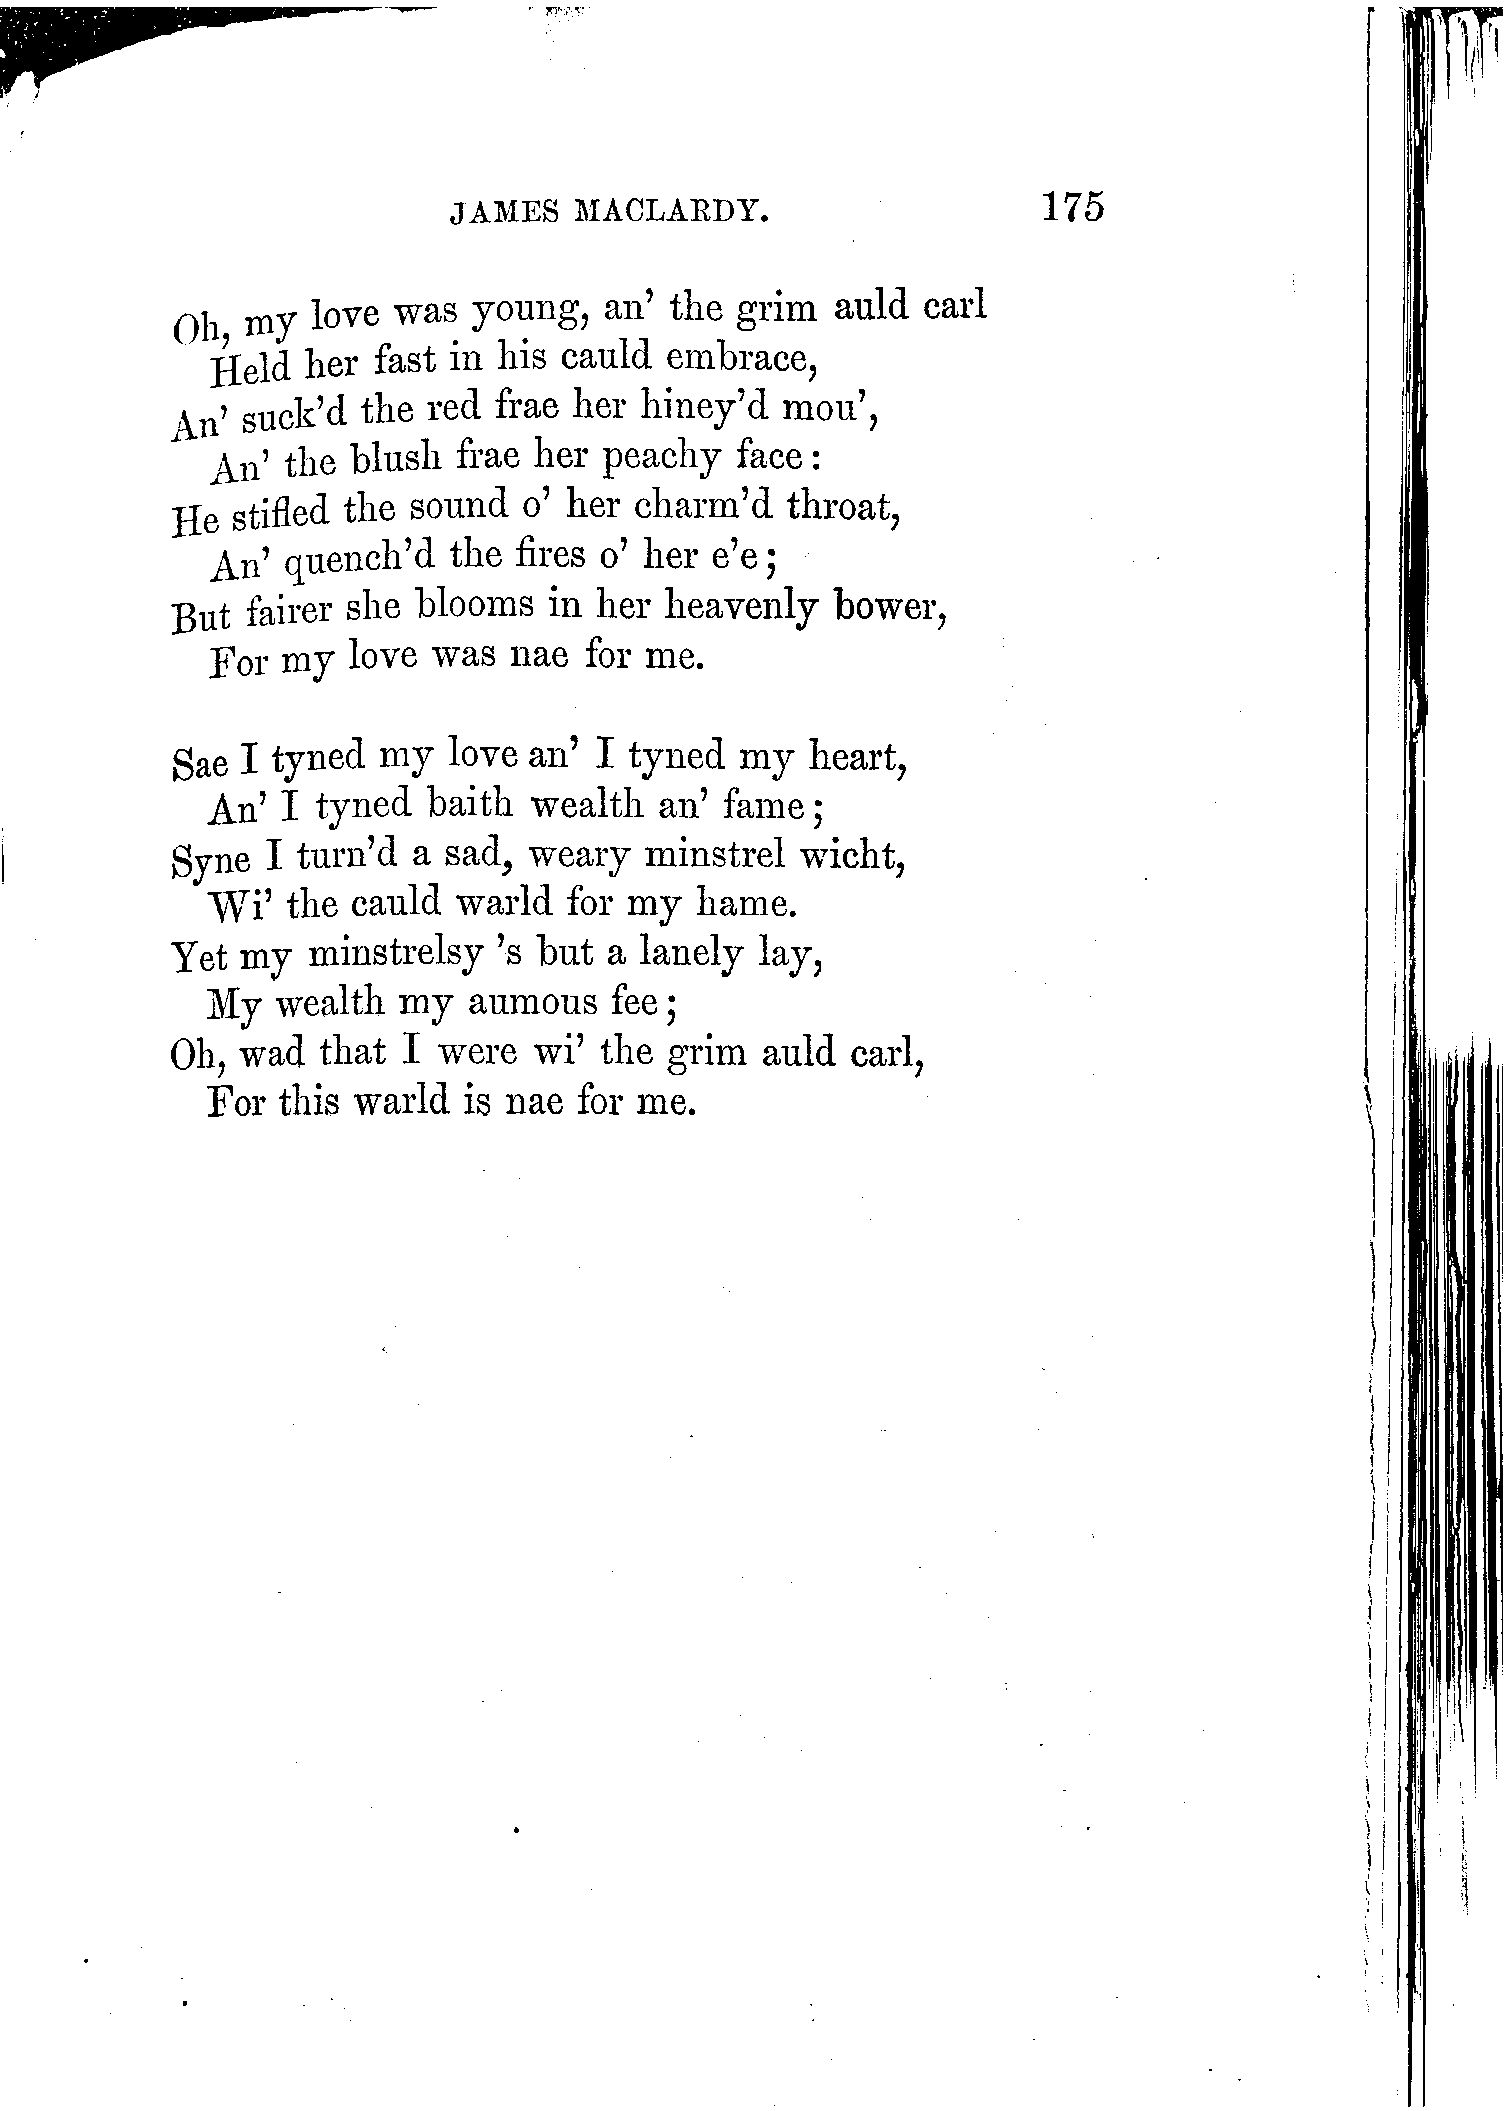 JAMES MACLARDY. 175
Oh, my love was young, an' the grim auld carl
Held her fast in his cauld embrace,
An' suck'd the red frae her hiney'd mou',
An' the blush frae her peachy face:
He stifled the sound o' her charm'd throat,
An' quench'd the fires o' her e'e;
But fairer she blooms in her heavenly bower,
For my love was nae for me.
Sae I tyned my love an' I tyned my heart,
An' I tyned baith wealth an' fame;
Syne I turn'd a sad, weary minstrel wicht,
Wi' the cauld warld for my hame.
Yet my minstrelsy 's but a lanely lay,
My wealth my aumous fee;
Oh, wad that I were wi' the grim auld carl,
For this warld is nae for me.